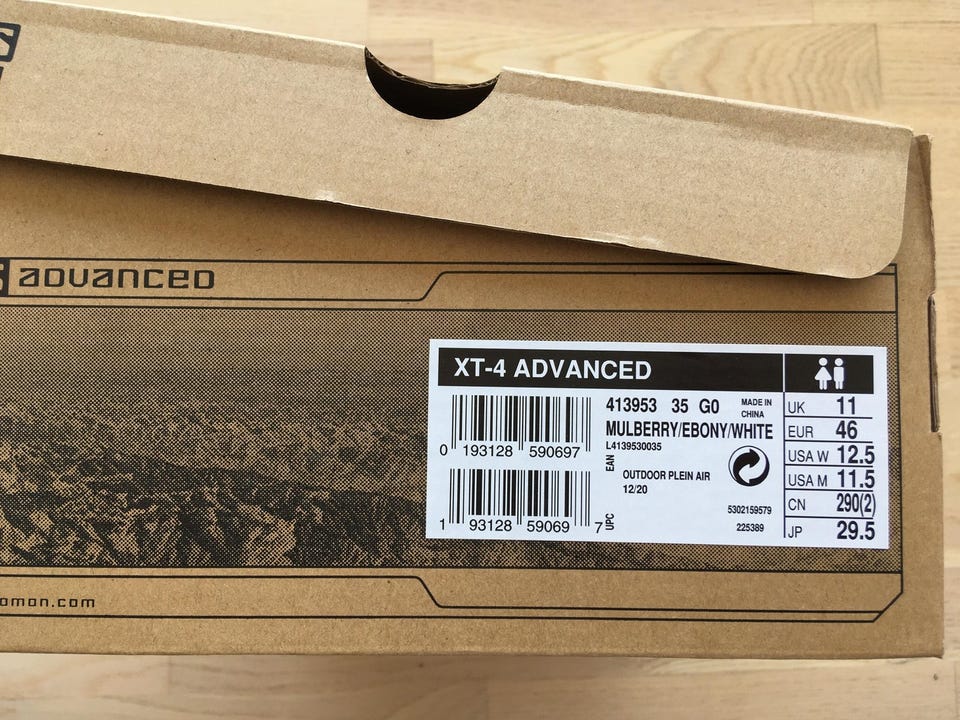 S
S advanced
XT-4 ADVANCED
413953 35 G0 MADE IN
CHINA
MULBERRY/EBONY/WHITE
L4139530035
0 193128 590697
EAN
OUTDOOR PLEIN AIR
12/20
5302159579
225389
1 93128 59069 7
UPC
UK 11
EUR 46
USA W 12.5
USA M 11.5
CN 290(2)
JP 29.5
omon.com